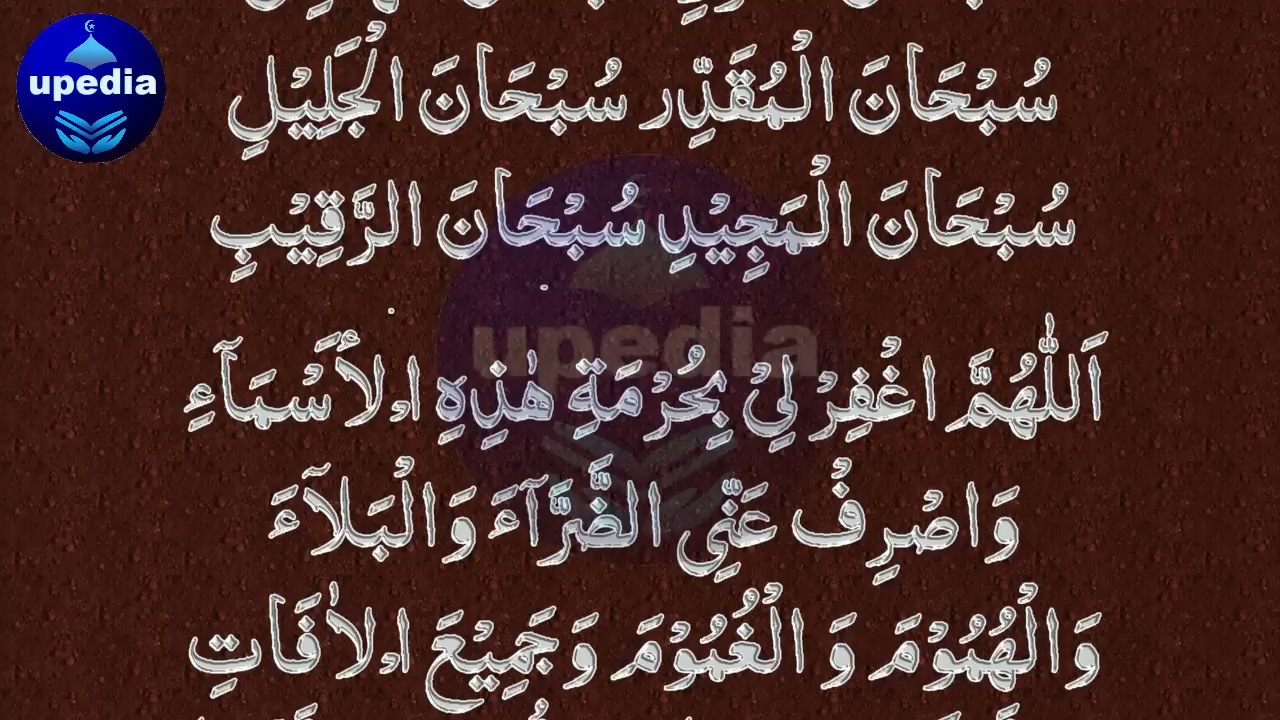 upedia
سُبْحَانَ الْمُقَدِّر سُبْحَانَ الْجَلِيْلِ
سُبْحَانَ الْمَجِيْدِ سُبْحَانَ الرَّقِيْبِ
upedia
اَللّٰهُمَّ اغْفِرْ لِيْ بِحُرْمَةِ هٰذِهِ الْأَسْمَآءِ
وَاصْرِفْ عَنِّى الضَّرَّآءَ وَالْبَلَآءَ
وَالْهُمُوْمَ وَ الْغُمُوْمَ وَجَمِيْعَ الْاٰفَاتِ